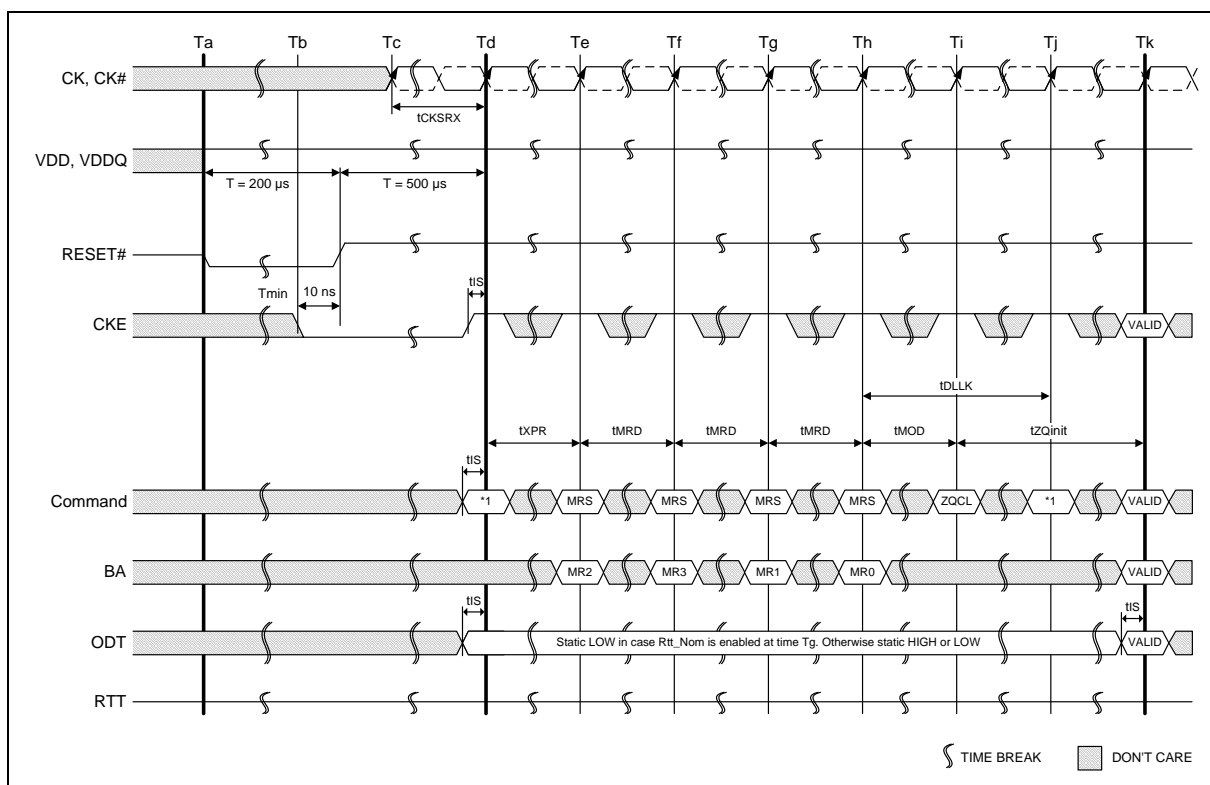 Ta Tb Tc Td Te Tf Tg Th Ti Tj Tk
CK, CK#
tCKSRX
VDD, VDDQ
T = 200 µs T = 500 µs
RESET#
Tmin 10 ns tIS
CKE VALID
tDLLK
tXPR tMRD tMRD tMRD tMOD tZQinit
tIS
Command *1 MRS MRS MRS MRS ZQCL *1 VALID
BA MR2 MR3 MR1 MR0 VALID
tIS tIS
ODT Static LOW in case Rtt_Nom is enabled at time Tg. Otherwise static HIGH or LOW VALID
RTT
TIME BREAK DON'T CARE